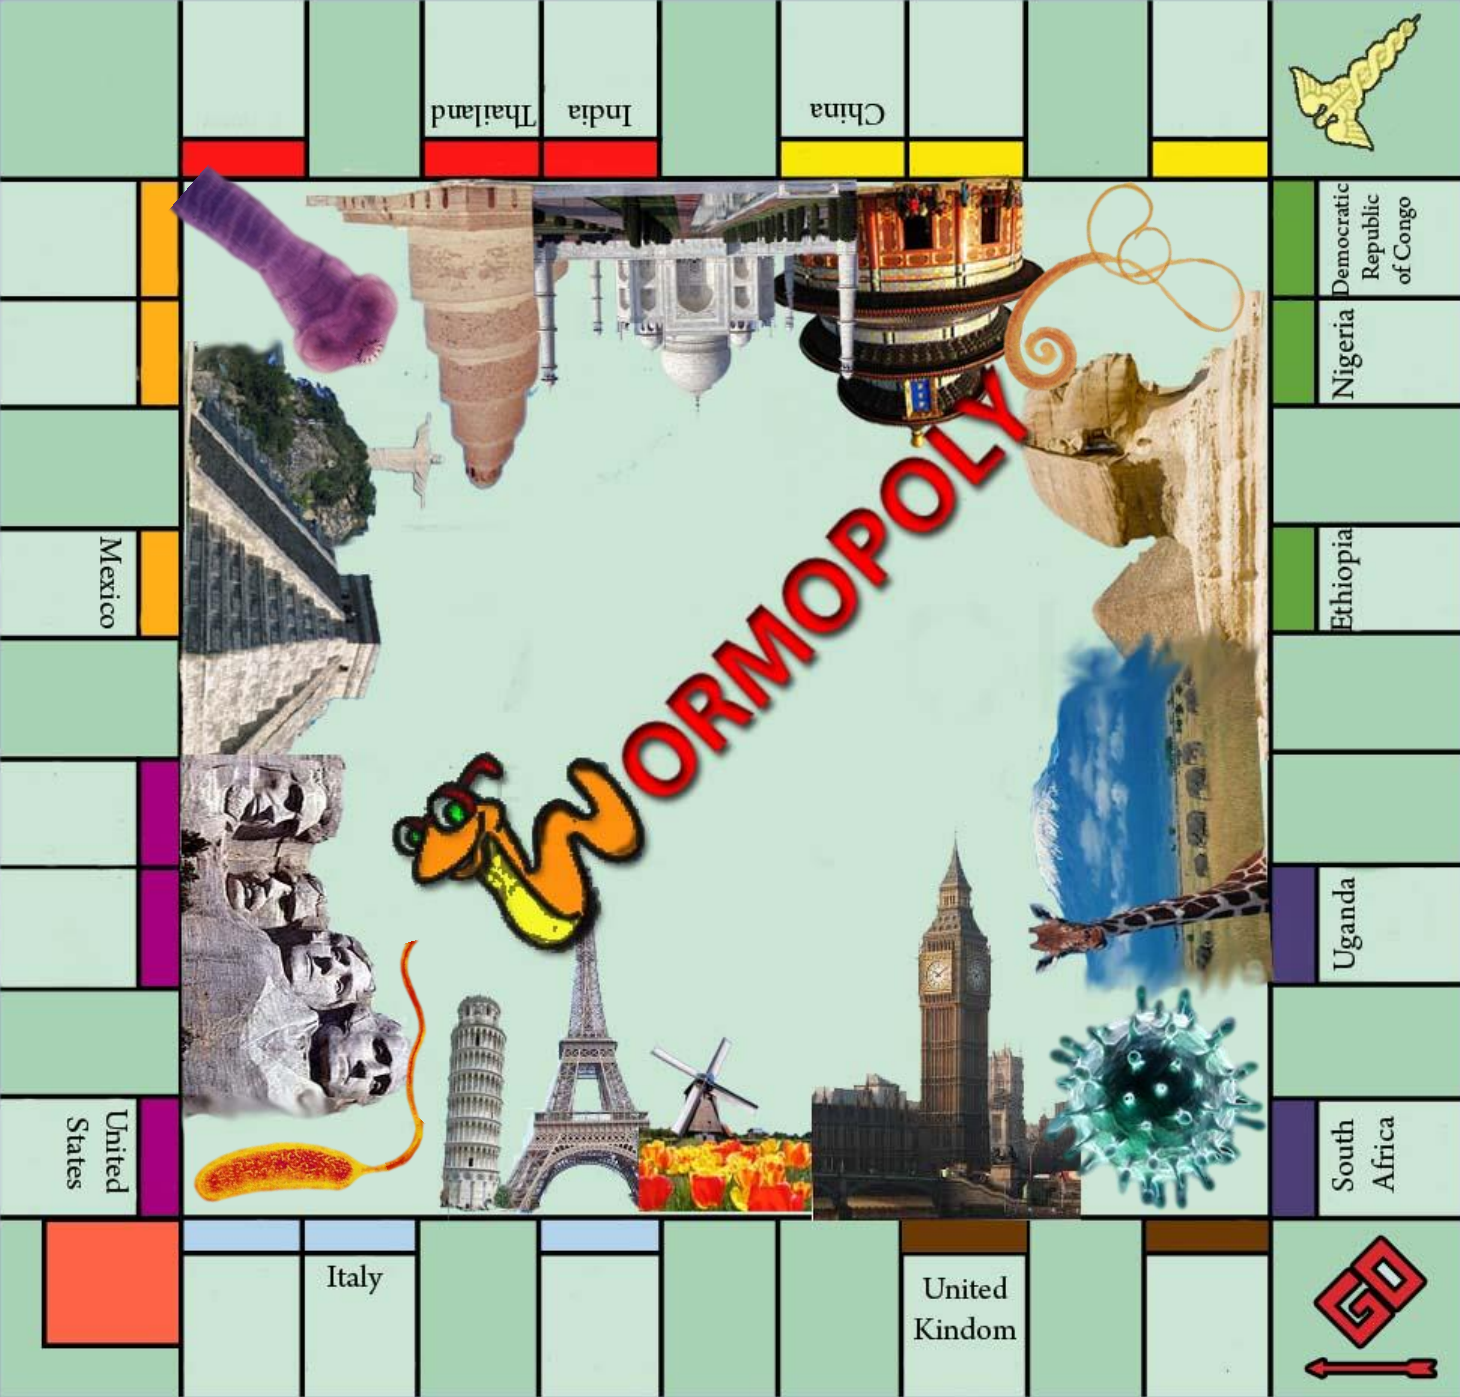 Thailand
India
China
Democratic
Republic
of Congo
Nigeria
Ethiopia
Uganda
South
Africa
Mexico
United
States
WORMOPOLY
Italy
United
Kindom
GO